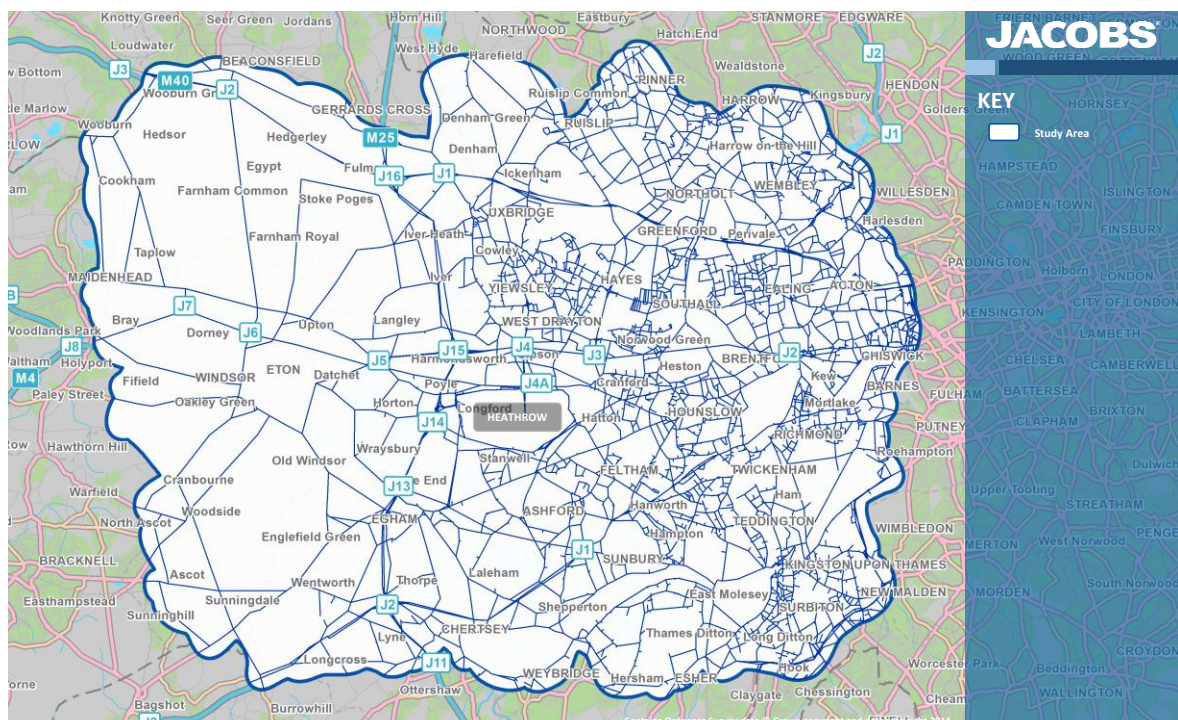 Knotty Green
Seer Green
Jordans
Horn Hill
NORTHWOOD
Eastbury
Hatch End
STANMORE
EDGWARE
FRIERN BARNET
Loudwater
West Hyde
Harefield
JACOBS
BEACONSFIELD
J3
J2
J2
WOOD GREEN
M40
J2
Wealdstone
PINNER
Kingsbury
HENDON
KEY
Wooburn
Ruislip Common
HARROW
Golders Green
HORNSEY
GERRARDS CROSS
Denham Green
RUISLIP
Hedsor
Hedgerley
M25
J1
Study Area
Denham
Harrow on the Hill
HAMPSTEAD
Egypt
J16
J1
Ickenham
Cookham
Farnham Common
NORTHOLT
WEMBLEY
WILLESDEN
ISLINGTON
Stoke Poges
CAMDEN TOWN
UXBRIDGE
Harlesden
FINSBURY
Farnham Royal
Iver Heath
GREENFORD
Perivale
Taplow
Cowley
PADDINGTON
MAIDENHEAD
Iver
HAYES
Holborn
LONDON
YIEWSLEY
EALING
ACTON
J7
SOUTHALL
CITY OF LONDON
Bray
Dorney
Upton
Langley
WEST DRAYTON
KENSINGTON
Woodlands Park
J6
Norwood Green
LAMBETH
J8
J5
J15
J4
J3
J2
CHISWICK
Holyport
ETON
Heston
CHELSEA
CAMBERWELL
M4
Fifield
WINDSOR
Datchet
Poyle
J4A
Cranford
Kew
BARNES
BATTERSEA
Paley Street
Oakley Green
Horton
Longford
HEATHROW
Hatton
HOUNSLOW
Mortlake
FULHAM
BRIXTON
J14
CLAPHAM
Hawthorn Hill
Wraysbury
RICHMOND
PUTNEY
Stanwell
Roehampton
Old Windsor
FELTHAM
TWICKENHAM
Dulwich
Cranbourne
J13
Warfield
Ham
Upper Tooting
Woodside
Hanworth
STREATHAM
North Ascot
EGHAM
ASHFORD
TEDDINGTON
WIMBLEDON
Englefield Green
Hampton
West Norwood
J1
BRACKNELL
SUNBURY
KINGSTON UPON THAMES
Ascot
Wentworth
Thorpe
Laleham
South Norwood
Easthampstead
East Molesey
NEW MALDEN
MORDEN
Sunningdale
J2
Shepperton
SURBITON
Sunninghill
CHERTSEY
Lyne
Thames Ditton
Long Ditton
CROYDON
Longcross
J11
Worcester Park
Beddington
WEYBRIDGE
Hook
Hersham
ESHER
Ottershaw
Claygate
Chessington
WALLINGTON
Bagshot
Burrowhill